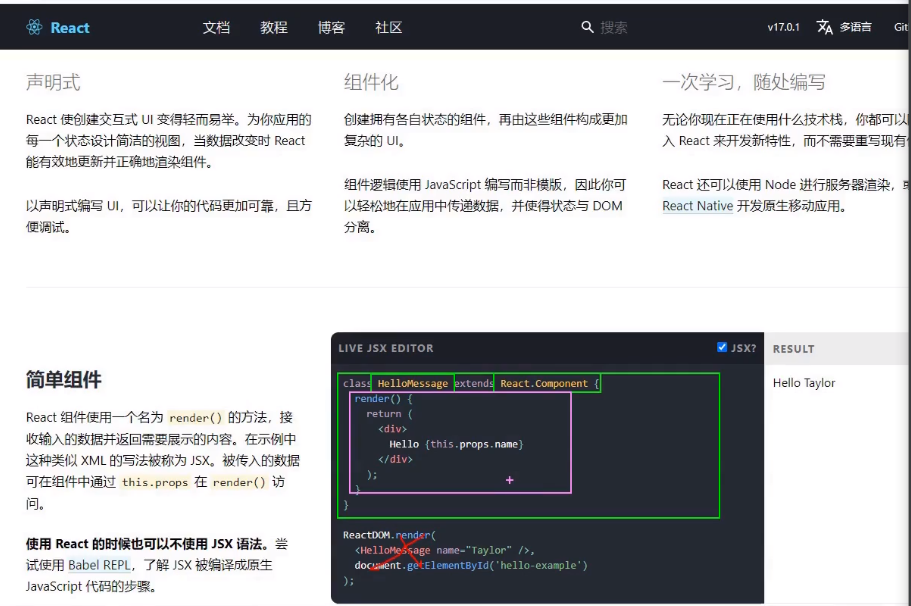 React 文档 教程 博客 社区 搜索 v17.0.1 多语言 Git
声明式
React 使创建交互式 UI 变得轻而易举。为你应用的
每一个状态设计简洁的视图，当数据改变时 React
能有效地更新并正确地渲染组件。
以声明式编写 UI，可以让你的代码更加可靠，且方
便调试。
组件化
创建拥有各自状态的组件，再由这些组件构成更加
复杂的 UI。
组件逻辑使用 JavaScript 编写而非模版，因此你可
以轻松地在应用中传递数据，并使得状态与 DOM
分离。
一次学习，随处编写
无论你现在正在使用什么技术栈，你都可以
入 React 来开发新特性，而不需要重写现有
React 还可以使用 Node 进行服务器渲染，或
React Native 开发原生移动应用。
简单组件
React 组件使用一个名为 render() 的方法，接
收输入的数据并返回需要展示的内容。在示例中
这种类似 XML 的写法被称为 JSX。被传入的数据
可在组件中通过 this.props 在 render() 访
问。
使用 React 的时候也可以不使用 JSX 语法。尝
试使用 Babel REPL，了解 JSX 被编译成原生
JavaScript 代码的步骤。
LIVE JSX EDITOR JSX?
class HelloMessage extends React.Component {
render() {
return (
<div>
Hello {this.props.name}
</div>
);
}
}
ReactDOM.render(
<HelloMessage name="Taylor" />,
document.getElementById('hello-example')
);
RESULT
Hello Taylor